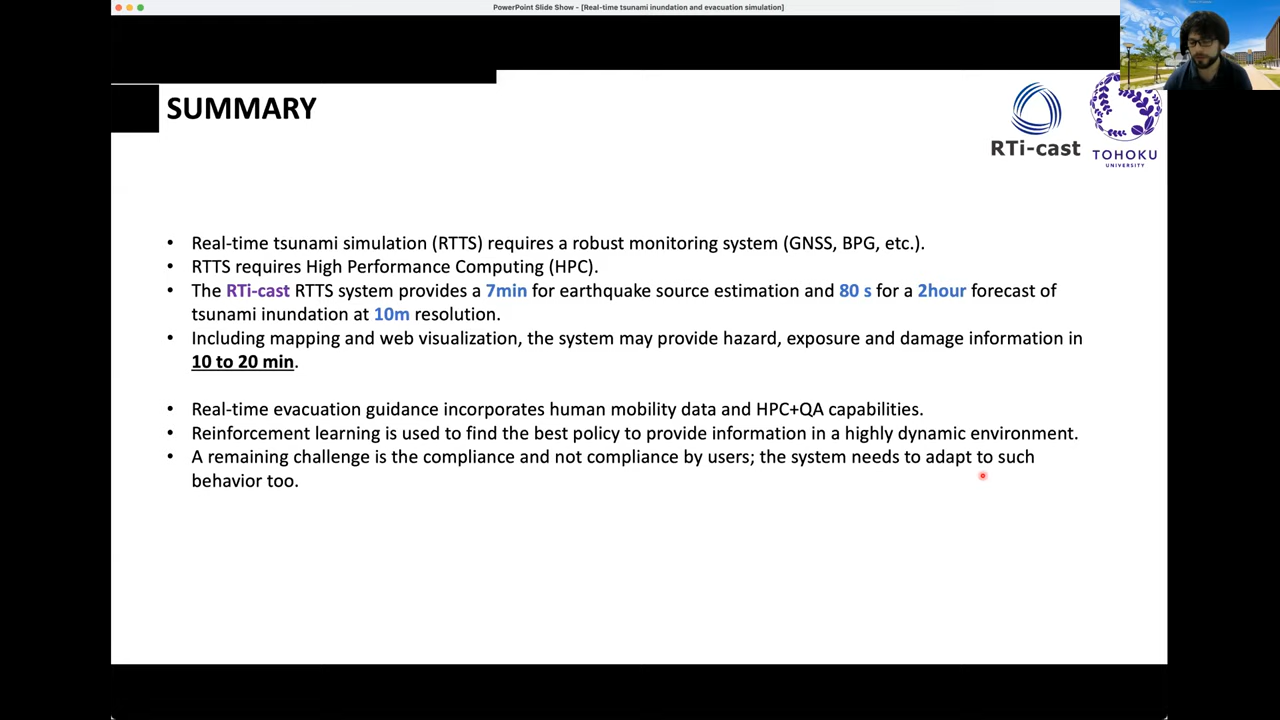 PowerPoint Slide Show - [Real-time tsunami inundation and evacuation simulation]
SUMMARY
RTi-cast
TOHOKU
UNIVERSITY
• Real-time tsunami simulation (RTTS) requires a robust monitoring system (GNSS, BPG, etc.).
• RTTS requires High Performance Computing (HPC).
• The RTi-cast RTTS system provides a 7min for earthquake source estimation and 80 s for a 2hour forecast of
tsunami inundation at 10m resolution.
• Including mapping and web visualization, the system may provide hazard, exposure and damage information in
10 to 20 min.
• Real-time evacuation guidance incorporates human mobility data and HPC+QA capabilities.
• Reinforcement learning is used to find the best policy to provide information in a highly dynamic environment.
• A remaining challenge is the compliance and not compliance by users; the system needs to adapt to such
behavior too.